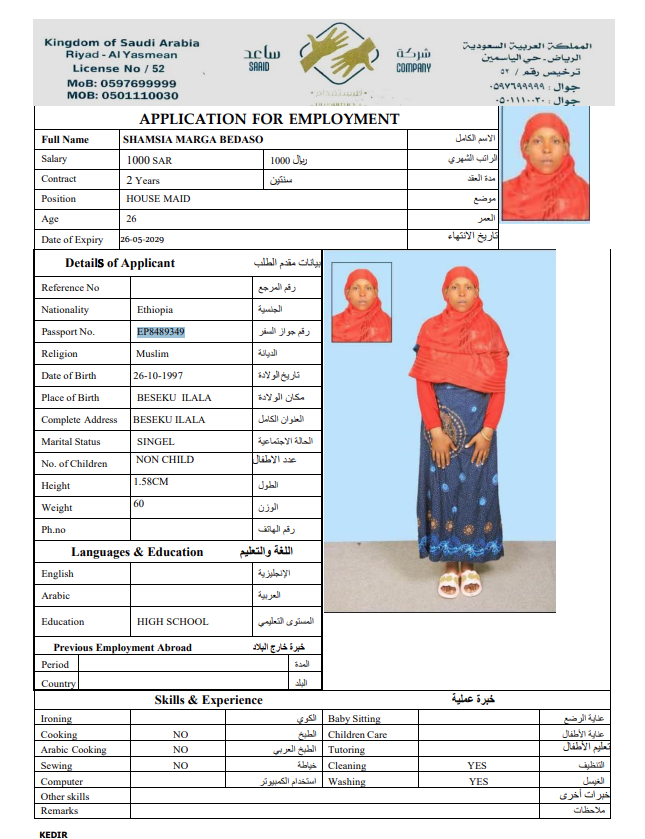 Kingdom of Saudi Arabia
Riyadh - Al Yasmean
License No / 52
MoB: 0597699999
MOB: 0501110030
ساعد
SAAID
شركة
COMPANY
للاستقدام
المملكة العربية السعودية
الرياض - حي الياسمين
ترخيص رقم / ٥٢
جوال : ٠٥٩٧٦٩٩٩٩٩
جوال : ٠٥٠١١١٠٠٣٠
APPLICATION FOR EMPLOYMENT
Full Name SHAMSIA MARGA BEDASO الاسم الكامل
Salary 1000 SAR 1000 ريال الراتب الشهري
Contract 2 Years سنتين مدة العقد
Position HOUSE MAID موضع
Age 26 العمر
Date of Expiry 26-05-2029 تاريخ الانتهاء
Details of Applicant بيانات مقدم الطلب
Reference No رقم المرجع
Nationality Ethiopia الجنسية
Passport No. EP8489349 رقم جواز السفر
Religion Muslim الديانة
Date of Birth 26-10-1997 تاريخ الولادة
Place of Birth BESEKU ILALA مكان الولادة
Complete Address BESEKU ILALA العنوان الكامل
Marital Status SINGEL الحالة الاجتماعية
No. of Children NON CHILD عدد الاطفال
Height 1.58CM الطول
Weight 60 الوزن
Ph.no رقم الهاتف
Languages & Education اللغة والتعليم
English الإنجليزية
Arabic العربية
Education HIGH SCHOOL المستوى التعليمي
Previous Employment Abroad خبرة خارج البلاد
Period المدة
Country البلد
Skills & Experience خبرة عملية
Ironing الكوي Baby Sitting عناية الرضع
Cooking NO الطبخ Children Care عناية الأطفال
Arabic Cooking NO الطبخ العربي Tutoring تعليم الأطفال
Sewing NO خياطة Cleaning YES التنظيف
Computer استخدام الكمبيوتر Washing YES الغسيل
Other skills خبرات أخرى
Remarks ملاحظات
KEDIR